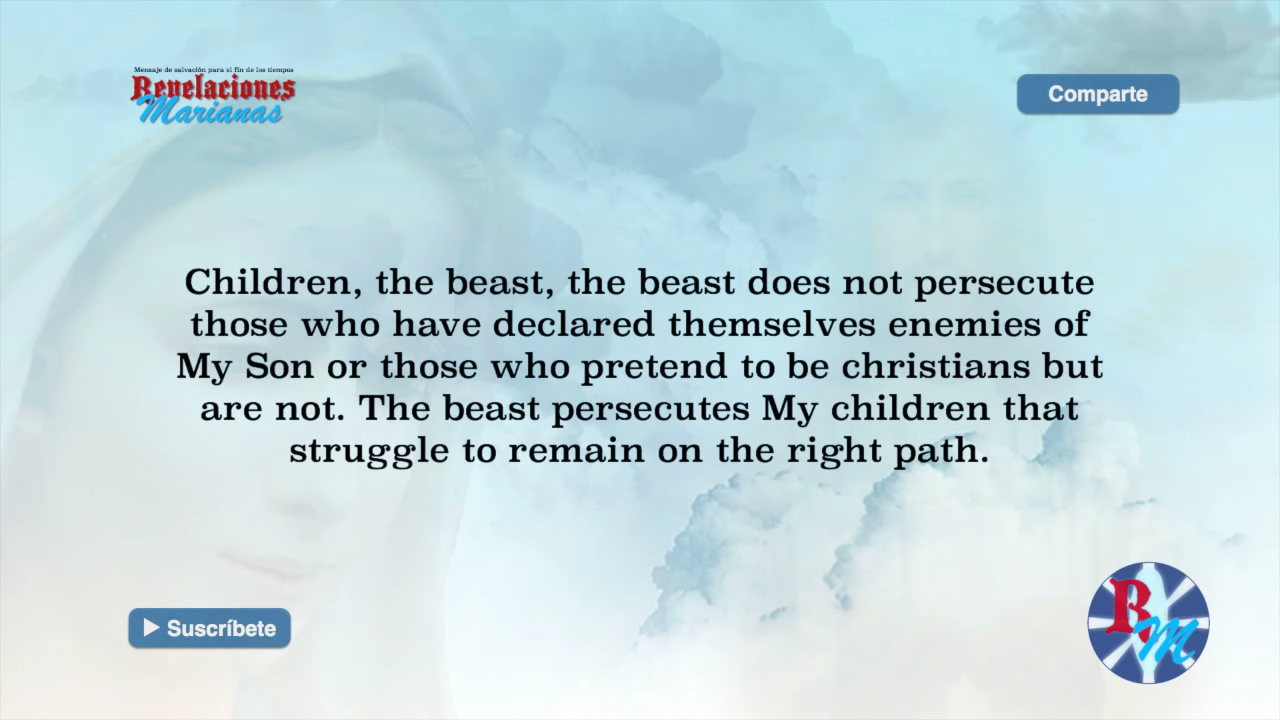 Mensaje de salvación para el fin de los tiempos
Revelaciones
Marianas
Comparte
Children, the beast, the beast does not persecute
those who have declared themselves enemies of
My Son or those who pretend to be christians but
are not. The beast persecutes My children that
struggle to remain on the right path.
Suscríbete
R
M